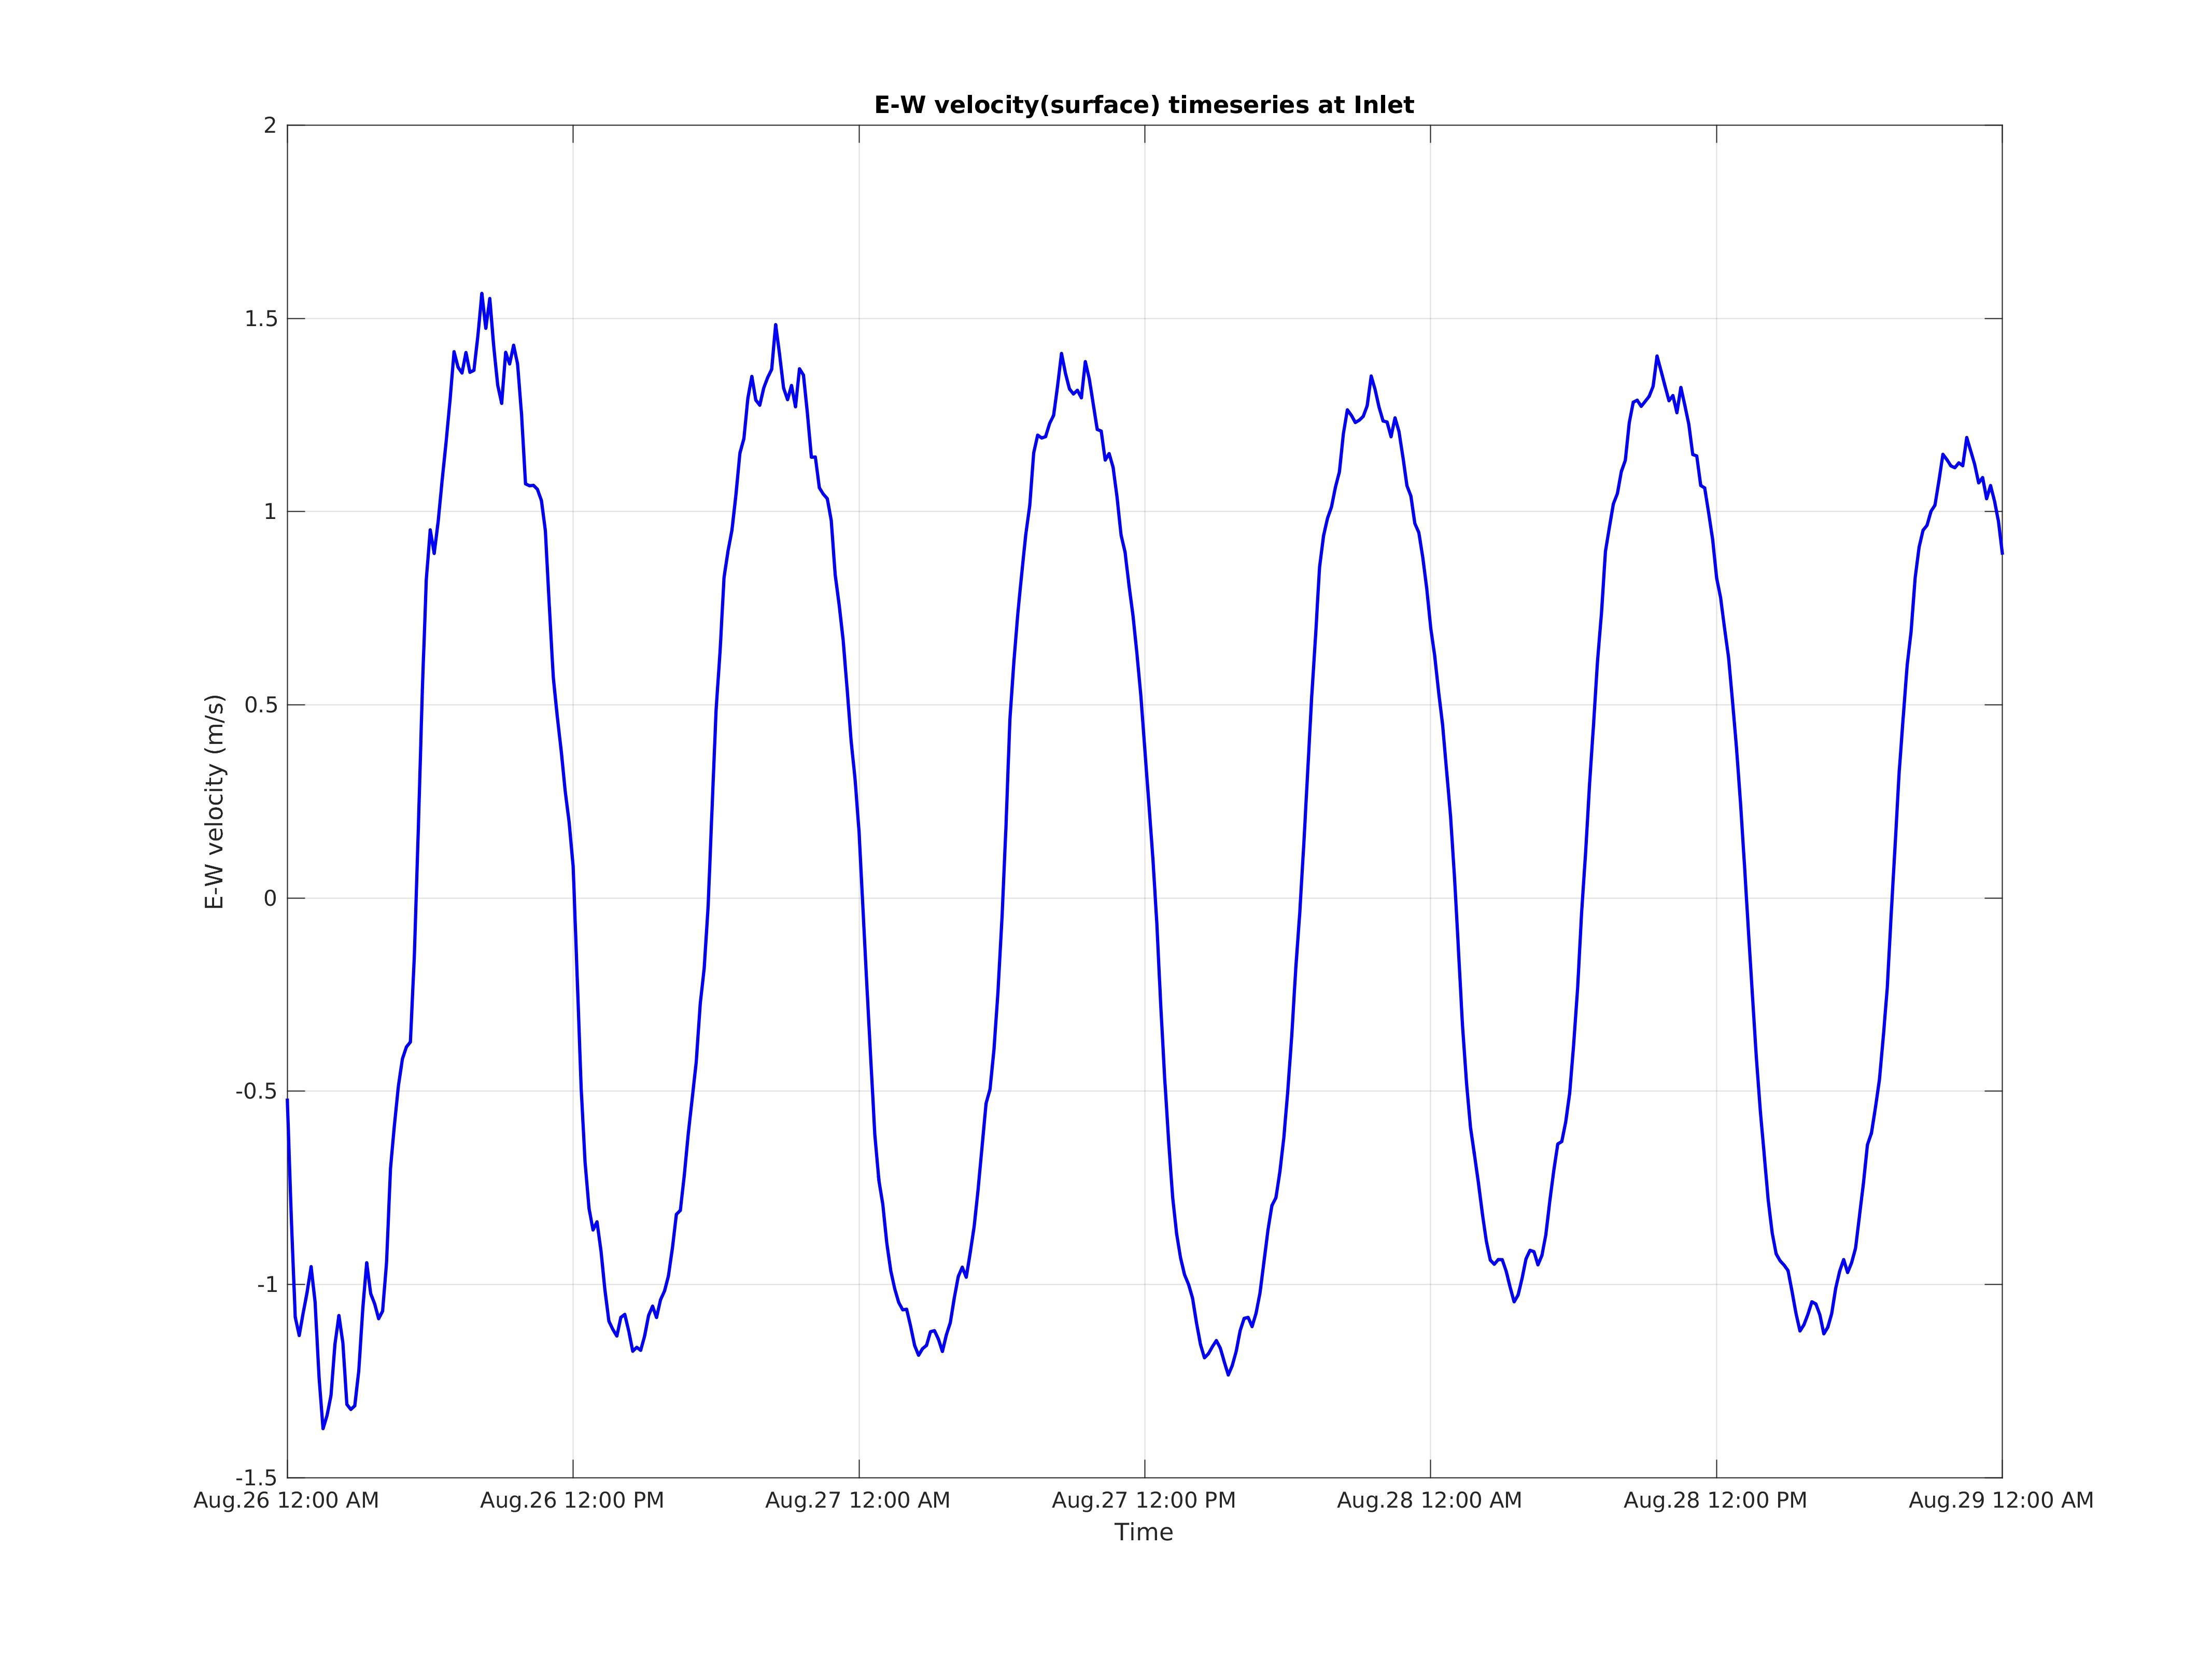 E-W velocity(surface) timeseries at Inlet
2
1.5
1
0.5
0
-0.5
-1
-1.5
E-W velocity (m/s)
Aug.26 12:00 AM Aug.26 12:00 PM Aug.27 12:00 AM Aug.27 12:00 PM Aug.28 12:00 AM Aug.28 12:00 PM Aug.29 12:00 AM
Time